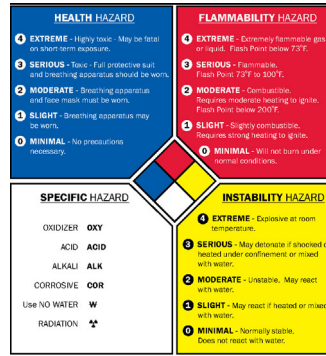 HEALTH HAZARD
4 EXTREME - Highly toxic - May be fatal
on short-term exposure.
3 SERIOUS - Toxic - Full protective suit
and breathing apparatus should be worn.
2 MODERATE - Breathing apparatus
and face mask must be worn.
1 SLIGHT - Breathing apparatus may
be worn.
0 MINIMAL - No precautions
necessary.
FLAMMABILITY HAZARD
4 EXTREME - Extremely flammable gas
or liquid. Flash Point below 73°F.
3 SERIOUS - Flammable.
Flash Point 73°F to 100°F.
2 MODERATE - Combustible.
Requires moderate heating to ignite.
Flash Point below 200°F.
1 SLIGHT - Slightly combustible.
Requires strong heating to ignite.
0 MINIMAL - Will not burn under
normal conditions.
SPECIFIC HAZARD
OXIDIZER OXY
ACID ACID
ALKALI ALK
CORROSIVE COR
Use NO WATER W
RADIATION ☢
INSTABILITY HAZARD
4 EXTREME - Explosive at room
temperature.
3 SERIOUS - May detonate if shocked o
heated under confinement or mixed
with water.
2 MODERATE - Unstable. May react
with water.
1 SLIGHT - May react if heated or mixed
with water.
0 MINIMAL - Normally stable.
Does not react with water.